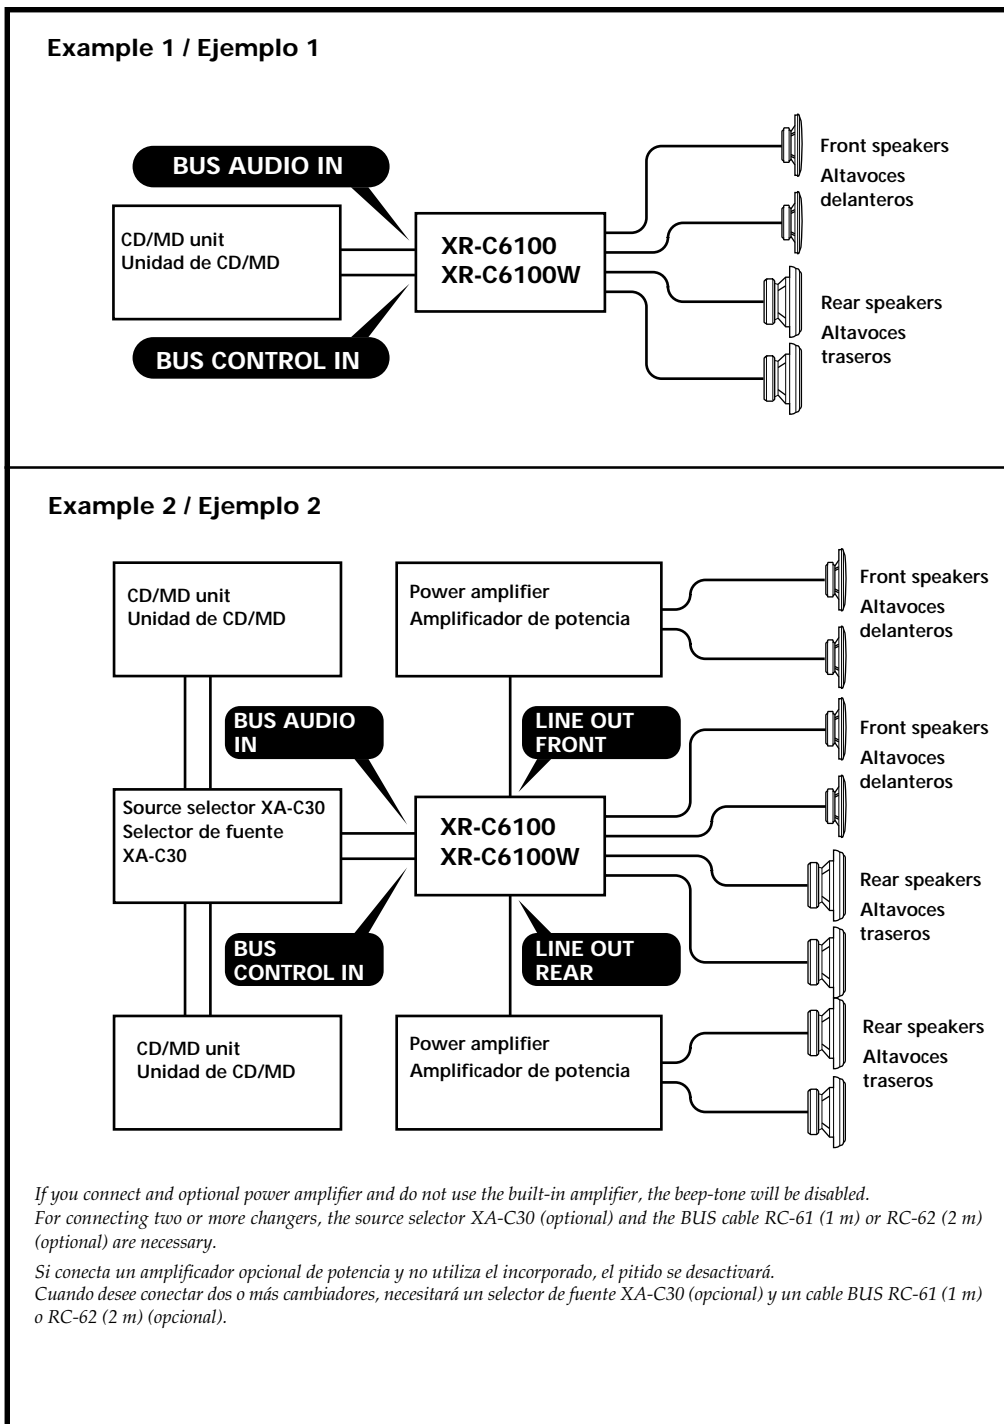 Example 1 / Ejemplo 1
BUS AUDIO IN
CD/MD unit
Unidad de CD/MD
XR-C6100
XR-C6100W
BUS CONTROL IN
Front speakers
Altavoces
delanteros
Rear speakers
Altavoces
traseros
Example 2 / Ejemplo 2
CD/MD unit
Unidad de CD/MD
Power amplifier
Amplificador de potencia
Front speakers
Altavoces
delanteros
BUS AUDIO
IN
LINE OUT
FRONT
Front speakers
Altavoces
delanteros
Source selector XA-C30
Selector de fuente
XA-C30
XR-C6100
XR-C6100W
Rear speakers
Altavoces
traseros
BUS
CONTROL IN
LINE OUT
REAR
CD/MD unit
Unidad de CD/MD
Power amplifier
Amplificador de potencia
Rear speakers
Altavoces
traseros
If you connect and optional power amplifier and do not use the built-in amplifier, the beep-tone will be disabled.
For connecting two or more changers, the source selector XA-C30 (optional) and the BUS cable RC-61 (1 m) or RC-62 (2 m)
(optional) are necessary.
Si conecta un amplificador opcional de potencia y no utiliza el incorporado, el pitido se desactivará.
Cuando desee conectar dos o más cambiadores, necesitará un selector de fuente XA-C30 (opcional) y un cable BUS RC-61 (1 m)
o RC-62 (2 m) (opcional).